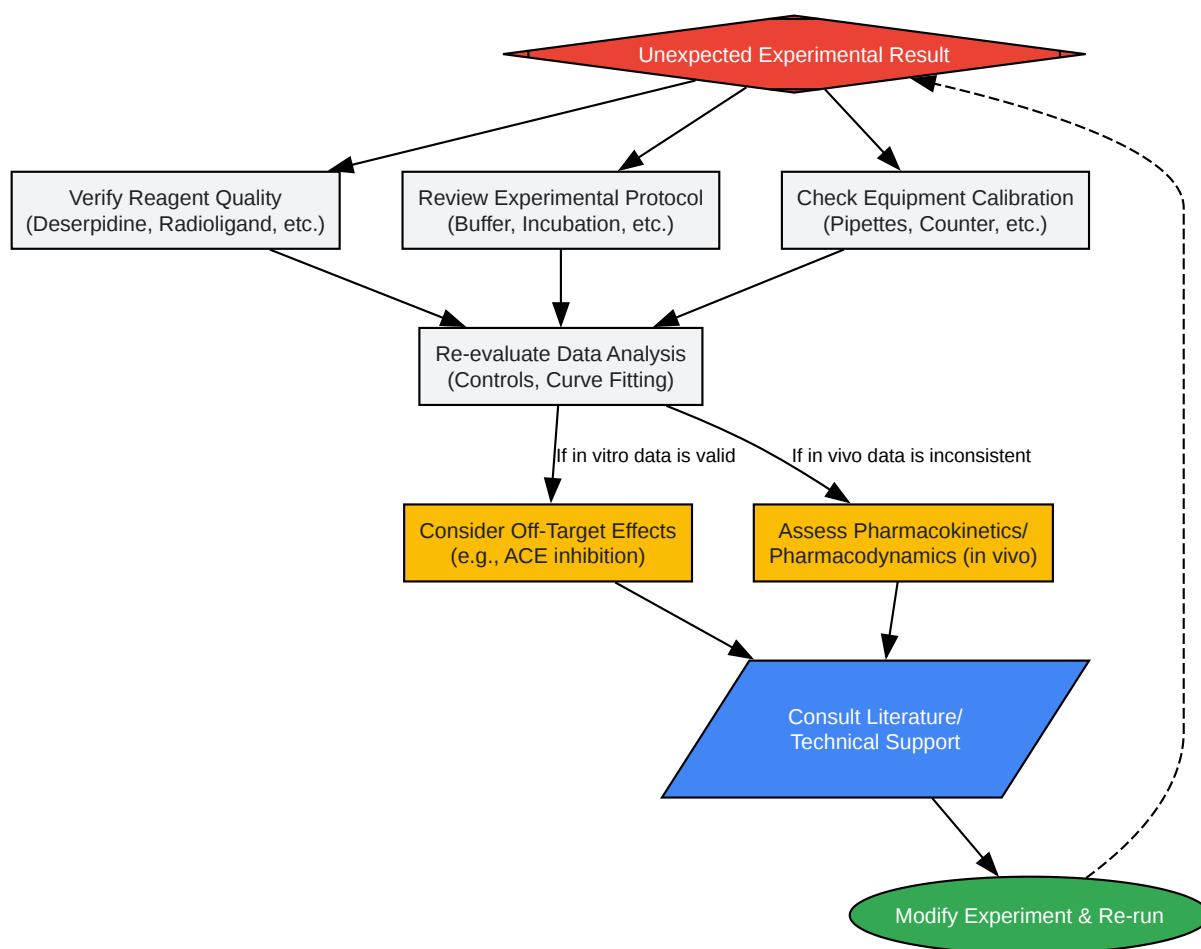 Unexpected Experimental Result
Verify Reagent Quality
(Deserpidine, Radioligand, etc.)
Review Experimental Protocol
(Buffer, Incubation, etc.)
Check Equipment Calibration
(Pipettes, Counter, etc.)
Re-evaluate Data Analysis
(Controls, Curve Fitting)
If in vitro data is valid
If in vivo data is inconsistent
Consider Off-Target Effects
(e.g., ACE inhibition)
Assess Pharmacokinetics/
Pharmacodynamics (in vivo)
Consult Literature/
Technical Support
Modify Experiment & Re-run